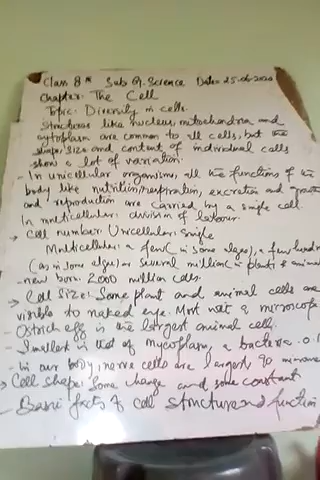 Class 8th Sub: G. Science Date: 25.06.2020
Chapter: The Cell
Topic: Diversity in cells.
Structures like nucleus, mitochondria and
cytoplasm are common to all cells, but the
shape, size and content of individual cells
show a lot of variation.
- In unicellular organisms, all the functions of the
body like nutrition, respiration, excretion and growth
and reproduction are carried by a single cell.
In multicellular: division of labour.
→ Cell number: Unicellular: Single
Multicellular: a few (in some algae), a few hundred
(as in some algae) or several million in plants & animals
- new born: 2000 million cells
→ Cell size: Some plant and animal cells are
visible to naked eye. Most not & microscopic
- Ostrich egg is the largest animal cell.
- Smallest is that of mycoplasm, a bacteria 0.1
- In our body, nerve cells are largest, 90
→ Cell shape: Some change and some constant
- Basic facts of cell structure and function